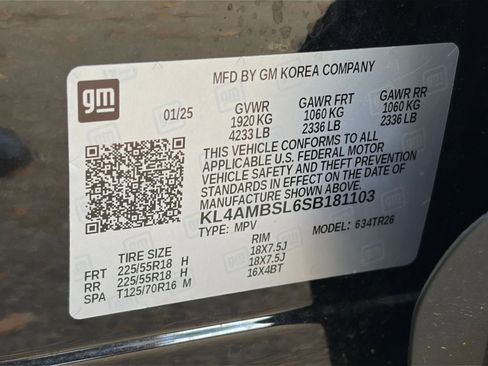 MFD BY GM KOREA COMPANY
gm
01/25 GVWR GAWR FRT GAWR RR
1920 KG 1060 KG 1060 KG
4233 LB 2336 LB 2336 LB
THIS VEHICLE CONFORMS TO ALL
APPLICABLE U.S. FEDERAL MOTOR
VEHICLE SAFETY AND THEFT PREVENTION
STANDARDS IN EFFECT ON THE DATE OF
MANUFACTURE SHOWN ABOVE.
KL4AMBSL6SB181103
TYPE: MPV MODEL: 634TR26
TIRE SIZE RIM
FRT 225/55R18 H 18X7.5J
RR 225/55R18 H 18X7.5J
SPA T125/70R16 M 16X4BT